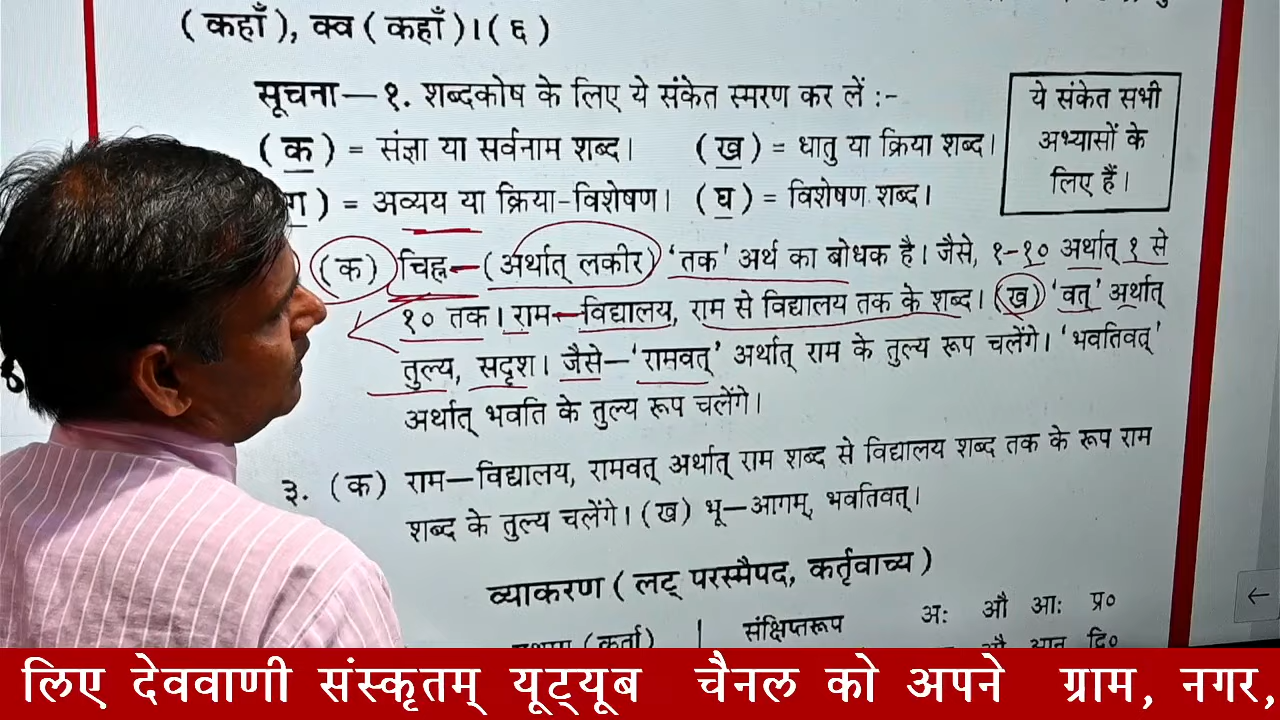 (कहाँ), क्व (कहाँ)।(६)
सूचना—१. शब्दकोष के लिए ये संकेत स्मरण कर लें :-
(क) = संज्ञा या सर्वनाम शब्द। (ख) = धातु या क्रिया शब्द।
ग) = अव्यय या क्रिया-विशेषण। (घ) = विशेषण शब्द।
ये संकेत सभी
अभ्यासों के
लिए हैं।
(क) चिह्न—(अर्थात् लकीर) 'तक' अर्थ का बोधक है। जैसे, १-१० अर्थात् १ से
१० तक। राम—विद्यालय, राम से विद्यालय तक के शब्द। (ख) 'वत्' अर्थात्
तुल्य, सदृश। जैसे—'रामवत्' अर्थात् राम के तुल्य रूप चलेंगे। 'भवतिवत्'
अर्थात् भवति के तुल्य रूप चलेंगे।
३. (क) राम—विद्यालय, रामवत् अर्थात् राम शब्द से विद्यालय शब्द तक के रूप राम
शब्द के तुल्य चलेंगे। (ख) भू—आगम्, भवतिवत्।
व्याकरण (लट् परस्मैपद, कर्तृवाच्य)
(कर्ता) | संक्षिप्तरूप अः औ आः प्र०
द्वि०
←
लिए देववाणी संस्कृतम् यूट्यूब चैनल को अपने ग्राम, नगर,